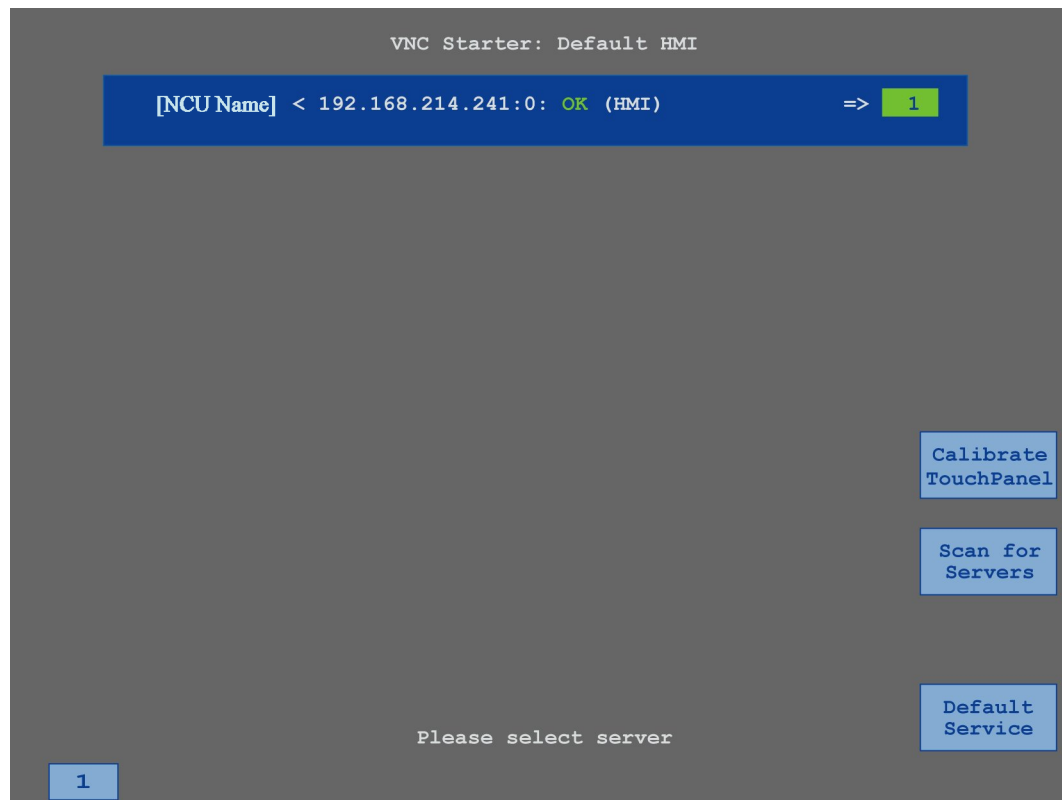 VNC Starter: Default HMI
[NCU Name] < 192.168.214.241:0: OK (HMI) => 1
Calibrate
TouchPanel
Scan for
Servers
Default
Service
Please select server
1